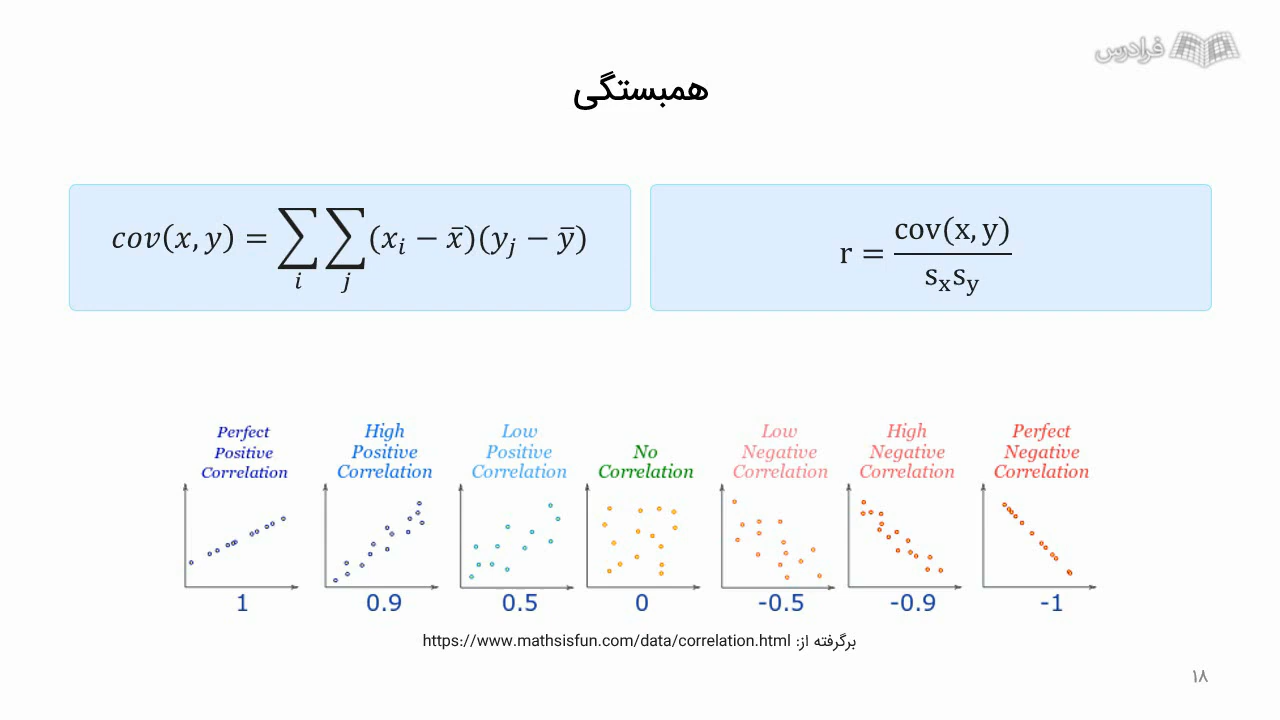 فرادرس
همبستگی
cov(x, y) = ∑_i ∑_j (x_i − x̄)(y_j − ȳ)
r = cov(x, y) / s_x s_y
Perfect Positive Correlation
High Positive Correlation
Low Positive Correlation
No Correlation
Low Negative Correlation
High Negative Correlation
Perfect Negative Correlation
1 0.9 0.5 0 -0.5 -0.9 -1
برگرفته از: https://www.mathsisfun.com/data/correlation.html
۱۸